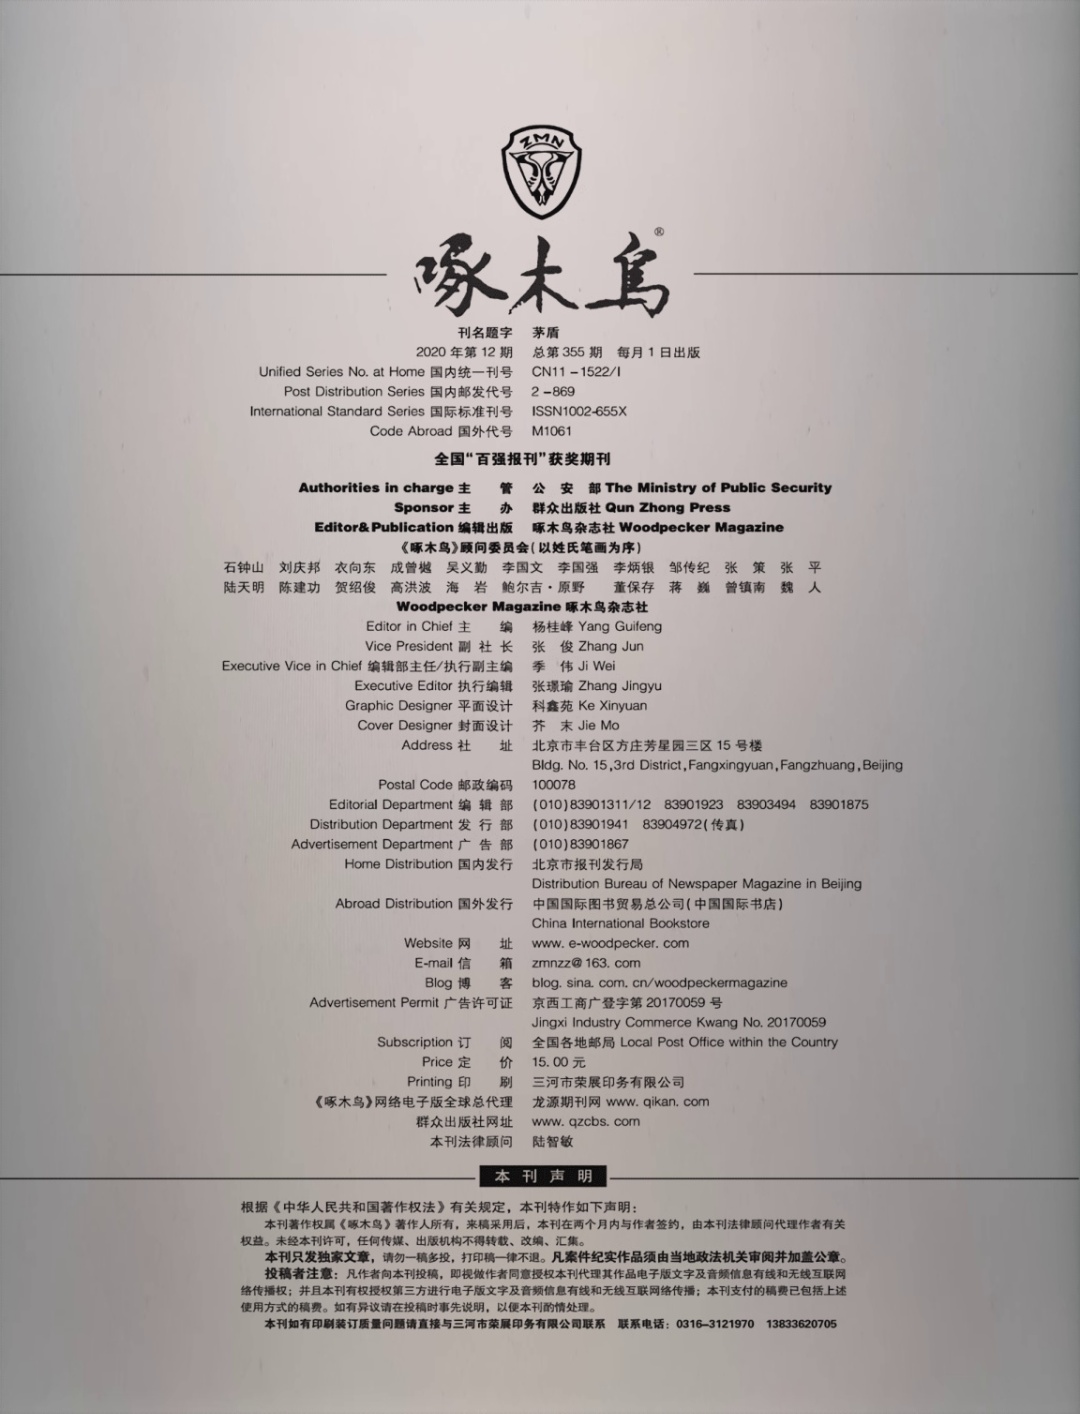 ZMN
啄木鸟®
刊名题字 茅盾
2020 年第 12 期 总第 355 期 每月 1 日出版
Unified Series No. at Home 国内统一刊号 CN11－1522/I
Post Distribution Series 国内邮发代号 2－869
International Standard Series 国际标准刊号 ISSN1002-655X
Code Abroad 国外代号 M1061
全国“百强报刊”获奖期刊
Authorities in charge 主 管 公 安 部 The Ministry of Public Security
Sponsor 主 办 群众出版社 Qun Zhong Press
Editor&Publication 编辑出版 啄木鸟杂志社 Woodpecker Magazine
《啄木鸟》顾问委员会(以姓氏笔画为序)
石钟山 刘庆邦 衣向东 成曾樾 吴义勤 李国文 李国强 李炳银 邹传纪 张 策 张 平
陆天明 陈建功 贺绍俊 高洪波 海 岩 鲍尔吉·原野 董保存 蒋 巍 曾镇南 魏 人
Woodpecker Magazine 啄木鸟杂志社
Editor in Chief 主 编 杨桂峰 Yang Guifeng
Vice President 副 社 长 张 俊 Zhang Jun
Executive Vice in Chief 编辑部主任/执行副主编 季 伟 Ji Wei
Executive Editor 执行编辑 张璟瑜 Zhang Jingyu
Graphic Designer 平面设计 科鑫苑 Ke Xinyuan
Cover Designer 封面设计 芥 末 Jie Mo
Address 社 址 北京市丰台区方庄芳星园三区 15 号楼
Bldg. No. 15,3rd District,Fangxingyuan,Fangzhuang,Beijing
Postal Code 邮政编码 100078
Editorial Department 编 辑 部 (010)83901311/12 83901923 83903494 83901875
Distribution Department 发 行 部 (010)83901941 83904972(传真)
Advertisement Department 广 告 部 (010)83901867
Home Distribution 国内发行 北京市报刊发行局
Distribution Bureau of Newspaper Magazine in Beijing
Abroad Distribution 国外发行 中国国际图书贸易总公司(中国国际书店)
China International Bookstore
Website 网 址 www. e-woodpecker. com
E-mail 信 箱 zmnzz@163. com
Blog 博 客 blog. sina. com. cn/woodpeckermagazine
Advertisement Permit 广告许可证 京西工商广登字第 20170059 号
Jingxi Industry Commerce Kwang No. 20170059
Subscription 订 阅 全国各地邮局 Local Post Office within the Country
Price 定 价 15. 00 元
Printing 印 刷 三河市荣展印务有限公司
《啄木鸟》网络电子版全球总代理 龙源期刊网 www. qikan. com
群众出版社网址 www. qzcbs. com
本刊法律顾问 陆智敏
本 刊 声 明
根据《中华人民共和国著作权法》有关规定，本刊特作如下声明：
本刊著作权属《啄木鸟》著作人所有，来稿采用后，本刊在两个月内与作者签约，由本刊法律顾问代理作者有关
权益。未经本刊许可，任何传媒、出版机构不得转载、改编、汇集。
本刊只发独家文章，请勿一稿多投，打印稿一律不退。凡案件纪实作品须由当地政法机关审阅并加盖公章。
投稿者注意：凡作者向本刊投稿，即视做作者同意授权本刊代理其作品电子版文字及音频信息有线和无线互联网
络传播权；并且本刊有权授权第三方进行电子版文字及音频信息有线和无线互联网络传播；本刊支付的稿费已包括上述
使用方式的稿费。如有异议请在投稿时事先说明，以便本刊酌情处理。
本刊如有印刷装订质量问题请直接与三河市荣展印务有限公司联系 联系电话：0316–3121970 13833620705